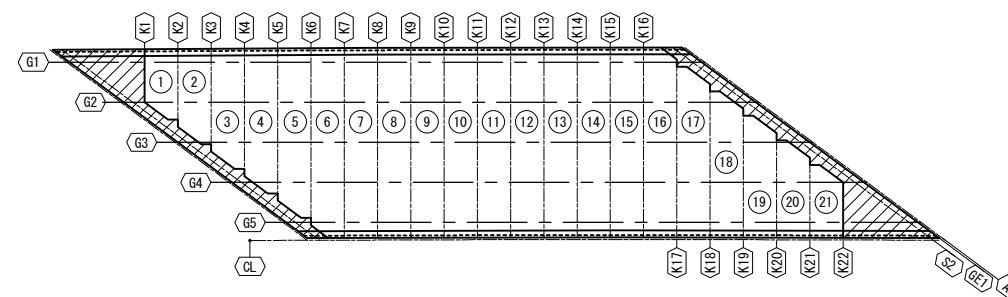 K1 K2 K3 K4 K5 K6 K7 K8 K9 K10 K11 K12 K13 K14 K15 K16
G1
1 2
G2
3 4 5 6 7 8 9 10 11 12 13 14 15 16 17
G3
18
G4
19 20 21
G5
CL
K17 K18 K19 K20 K21 K22
S2 GE1